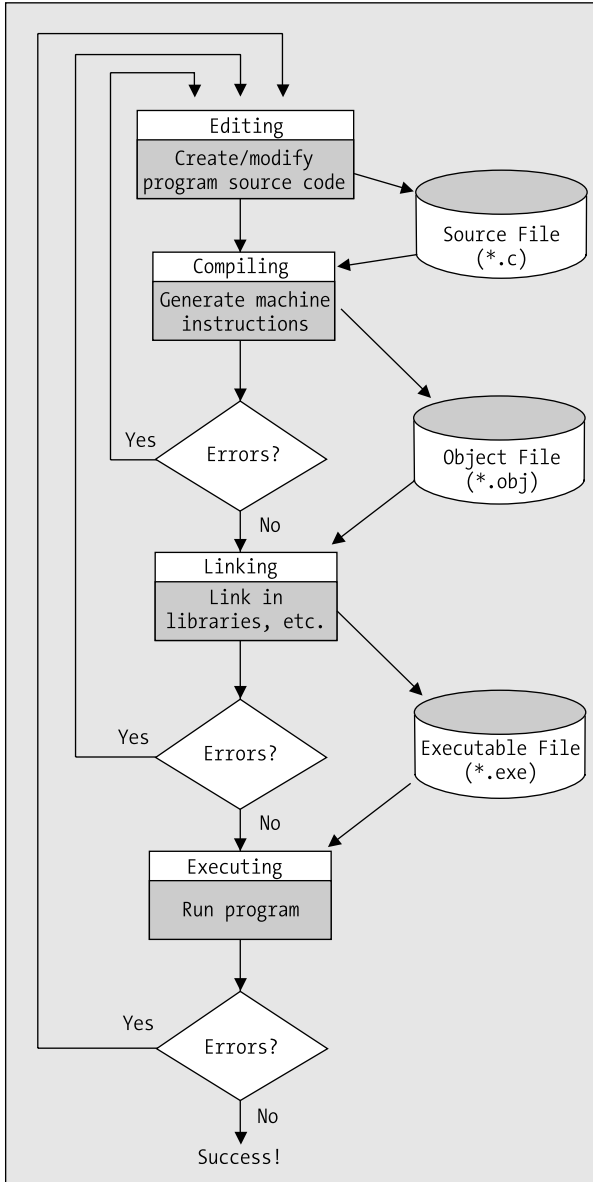 Editing
Create/modify
program source code
Source File
(*.c)
Compiling
Generate machine
instructions
Yes
Errors?
Object File
(*.obj)
No
Linking
Link in
libraries, etc.
Yes
Errors?
Executable File
(*.exe)
No
Executing
Run program
Yes
Errors?
No
Success!